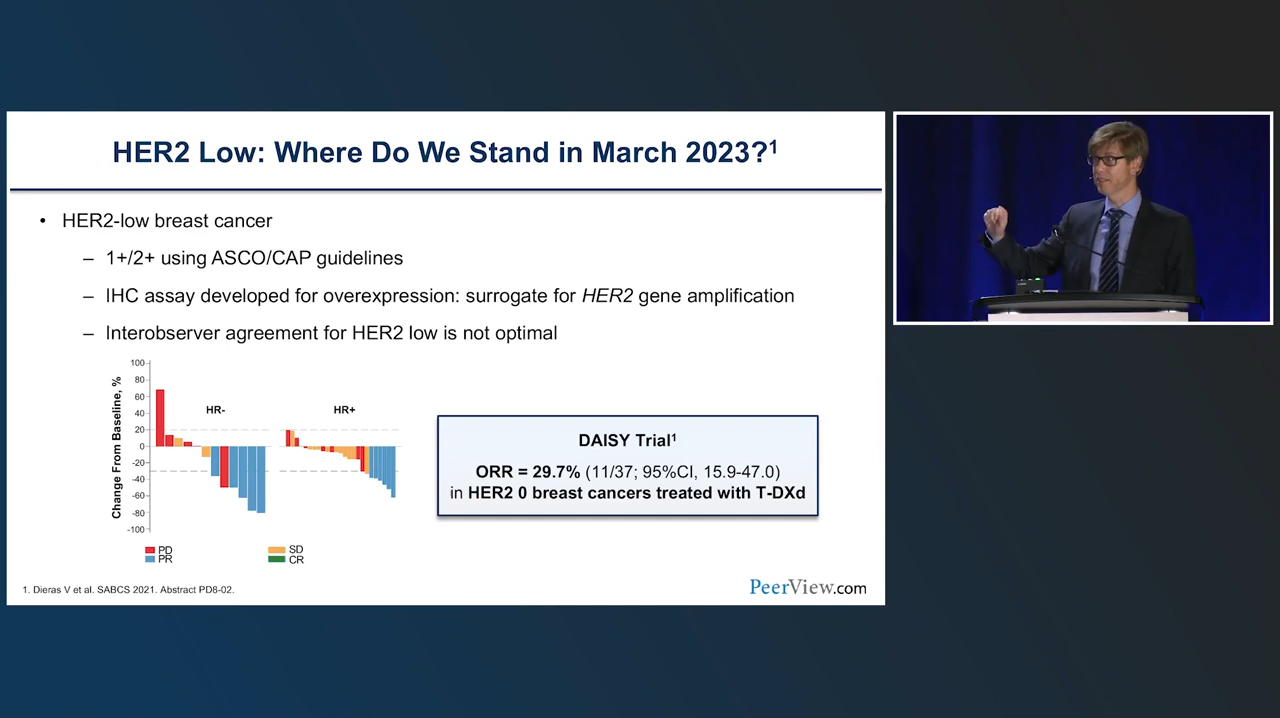 HER2 Low: Where Do We Stand in March 2023?¹
• HER2-low breast cancer
– 1+/2+ using ASCO/CAP guidelines
– IHC assay developed for overexpression: surrogate for HER2 gene amplification
– Interobserver agreement for HER2 low is not optimal
Change From Baseline, %
100
80
60
40
20
0
-20
-40
-60
-80
-100
HR-
HR+
PD
PR
SD
CR
DAISY Trial¹
ORR = 29.7% (11/37; 95%CI, 15.9-47.0)
in HER2 0 breast cancers treated with T-DXd
1. Dieras V et al. SABCS 2021. Abstract PD8-02.
PeerView.com